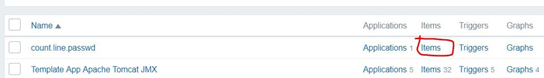 Name ▲ Applications Items Triggers Graphs
count.line.passwd Applications 1 Items Triggers Graphs
Template App Apache Tomcat JMX Applications 5 Items 32 Triggers 5 Graphs 4